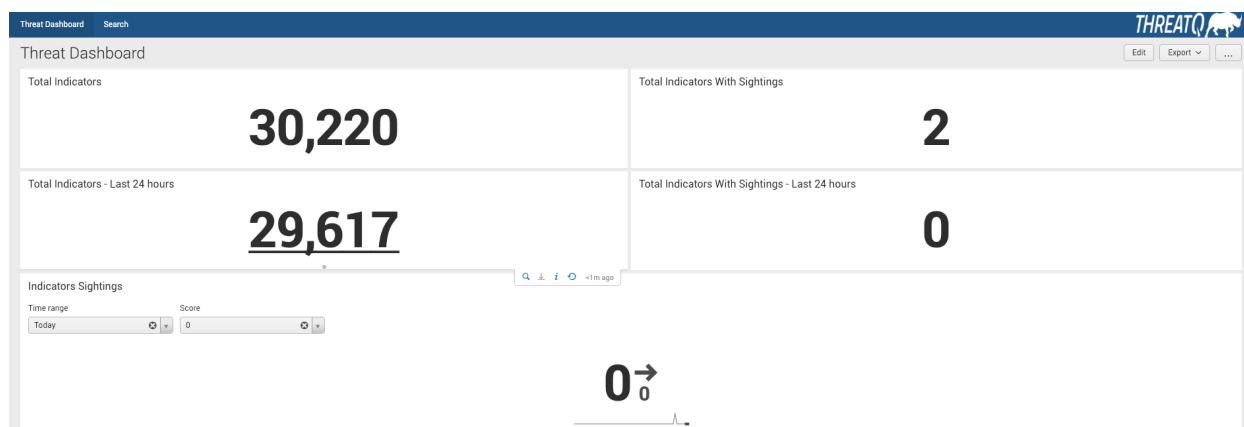 Threat Dashboard Search THREATQ
Threat Dashboard Edit Export ...
Total Indicators Total Indicators With Sightings
30,220 2
Total Indicators - Last 24 hours Total Indicators With Sightings - Last 24 hours
29,617 0
i <1m ago
Indicators Sightings
Time range Score
Today 0
0
0